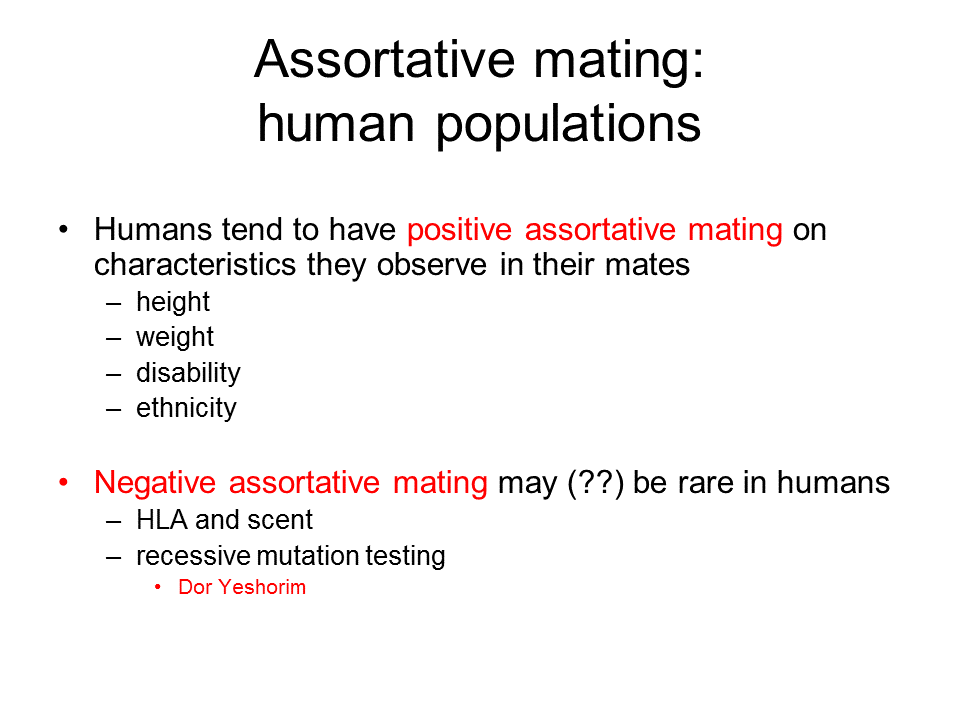 Assortative mating:
human populations
• Humans tend to have positive assortative mating on
characteristics they observe in their mates
– height
– weight
– disability
– ethnicity
• Negative assortative mating may (??) be rare in humans
– HLA and scent
– recessive mutation testing
• Dor Yeshorim